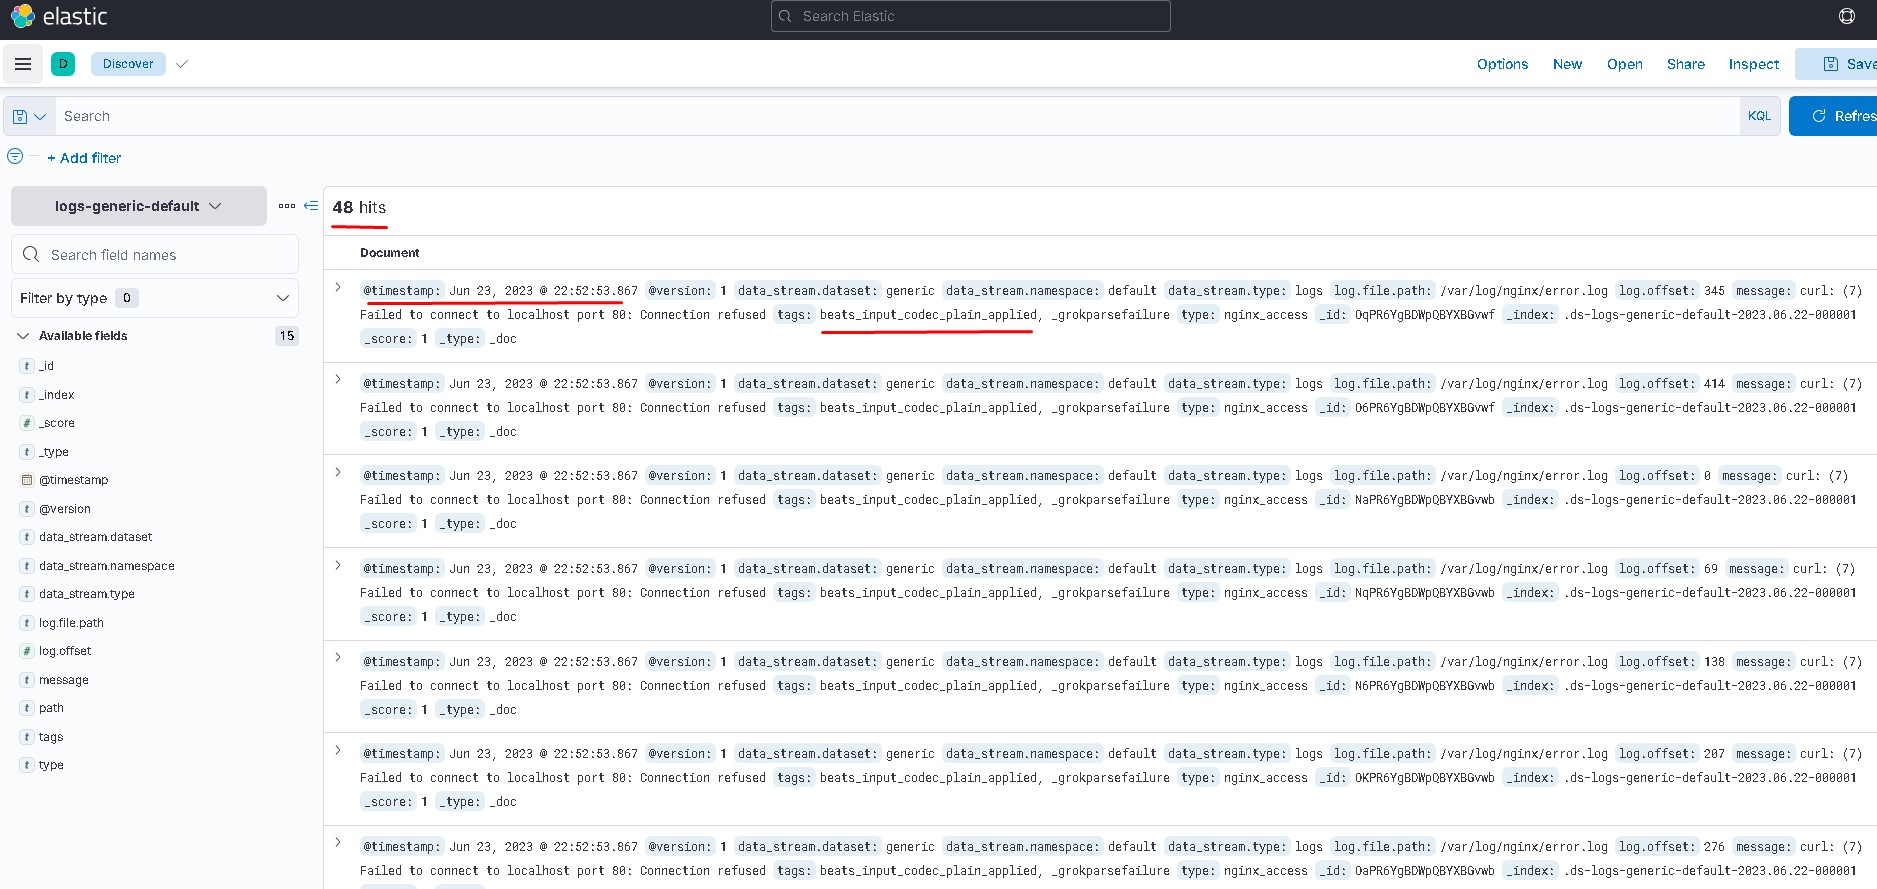 elastic
Search Elastic
D
Discover
Options
New
Open
Share
Inspect
Save
Search
KQL
Refres
+ Add filter
logs-generic-default
48 hits
Search field names
Filter by type 0
Available fields 15
t _id
t _index
# _score
t _type
@timestamp
t @version
t data_stream.dataset
t data_stream.namespace
t data_stream.type
t log.file.path
# log.offset
t message
t path
t tags
t type
Document
@timestamp: Jun 23, 2023 @ 22:52:53.867 @version: 1 data_stream.dataset: generic data_stream.namespace: default data_stream.type: logs log.file.path: /var/log/nginx/error.log log.offset: 345 message: curl: (7)
Failed to connect to localhost port 80: Connection refused tags: beats_input_codec_plain_applied, _grokparsefailure type: nginx_access _id: OqPR6YgBDWpQBYXBGvwf _index: .ds-logs-generic-default-2023.06.22-000001
_score: 1 _type: _doc
@timestamp: Jun 23, 2023 @ 22:52:53.867 @version: 1 data_stream.dataset: generic data_stream.namespace: default data_stream.type: logs log.file.path: /var/log/nginx/error.log log.offset: 414 message: curl: (7)
Failed to connect to localhost port 80: Connection refused tags: beats_input_codec_plain_applied, _grokparsefailure type: nginx_access _id: O6PR6YgBDWpQBYXBGvwf _index: .ds-logs-generic-default-2023.06.22-000001
_score: 1 _type: _doc
@timestamp: Jun 23, 2023 @ 22:52:53.867 @version: 1 data_stream.dataset: generic data_stream.namespace: default data_stream.type: logs log.file.path: /var/log/nginx/error.log log.offset: 0 message: curl: (7)
Failed to connect to localhost port 80: Connection refused tags: beats_input_codec_plain_applied, _grokparsefailure type: nginx_access _id: NaPR6YgBDWpQBYXBGvwb _index: .ds-logs-generic-default-2023.06.22-000001
_score: 1 _type: _doc
@timestamp: Jun 23, 2023 @ 22:52:53.867 @version: 1 data_stream.dataset: generic data_stream.namespace: default data_stream.type: logs log.file.path: /var/log/nginx/error.log log.offset: 69 message: curl: (7)
Failed to connect to localhost port 80: Connection refused tags: beats_input_codec_plain_applied, _grokparsefailure type: nginx_access _id: NqPR6YgBDWpQBYXBGvwb _index: .ds-logs-generic-default-2023.06.22-000001
_score: 1 _type: _doc
@timestamp: Jun 23, 2023 @ 22:52:53.867 @version: 1 data_stream.dataset: generic data_stream.namespace: default data_stream.type: logs log.file.path: /var/log/nginx/error.log log.offset: 138 message: curl: (7)
Failed to connect to localhost port 80: Connection refused tags: beats_input_codec_plain_applied, _grokparsefailure type: nginx_access _id: N6PR6YgBDWpQBYXBGvwb _index: .ds-logs-generic-default-2023.06.22-000001
_score: 1 _type: _doc
@timestamp: Jun 23, 2023 @ 22:52:53.867 @version: 1 data_stream.dataset: generic data_stream.namespace: default data_stream.type: logs log.file.path: /var/log/nginx/error.log log.offset: 207 message: curl: (7)
Failed to connect to localhost port 80: Connection refused tags: beats_input_codec_plain_applied, _grokparsefailure type: nginx_access _id: OKPR6YgBDWpQBYXBGvwb _index: .ds-logs-generic-default-2023.06.22-000001
_score: 1 _type: _doc
@timestamp: Jun 23, 2023 @ 22:52:53.867 @version: 1 data_stream.dataset: generic data_stream.namespace: default data_stream.type: logs log.file.path: /var/log/nginx/error.log log.offset: 276 message: curl: (7)
Failed to connect to localhost port 80: Connection refused tags: beats_input_codec_plain_applied, _grokparsefailure type: nginx_access _id: OaPR6YgBDWpQBYXBGvwb _index: .ds-logs-generic-default-2023.06.22-000001